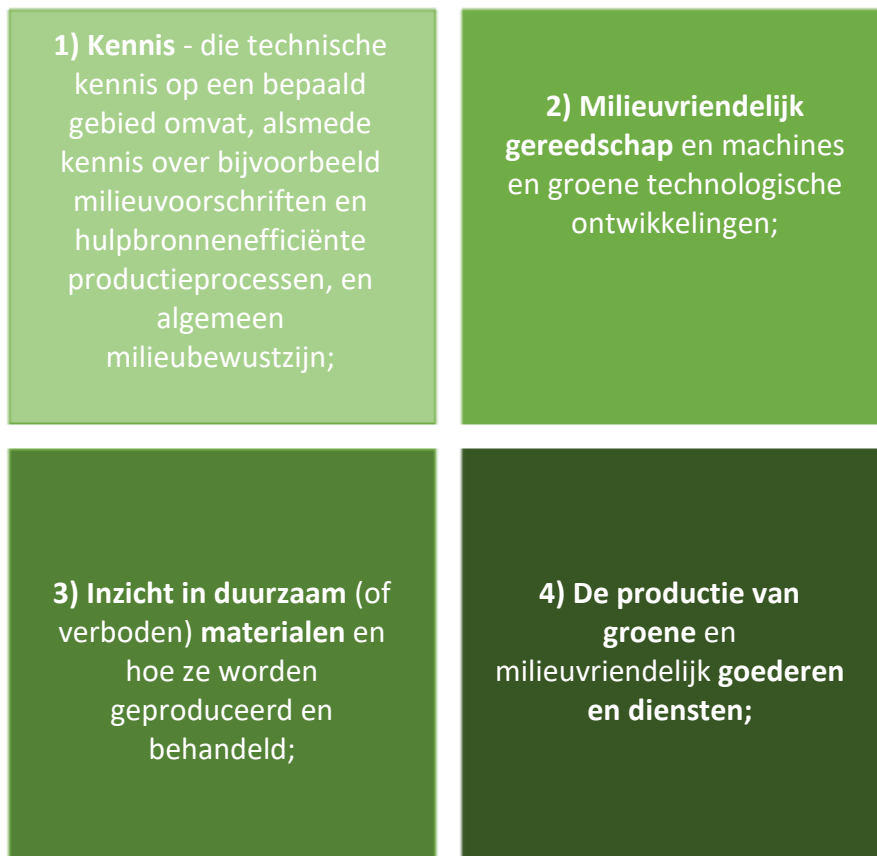 1) Kennis - die technische
kennis op een bepaald
gebied omvat, alsmede
kennis over bijvoorbeeld
milieuvoorschriften en
hulpbronnenefficiënte
productieprocessen, en
algemeen
milieubewustzijn;
2) Milieuvriendelijk
gereedschap en machines
en groene technologische
ontwikkelingen;
3) Inzicht in duurzaam (of
verboden) materialen en
hoe ze worden
geproduceerd en
behandeld;
4) De productie van
groene en
milieuvriendelijk goederen
en diensten;